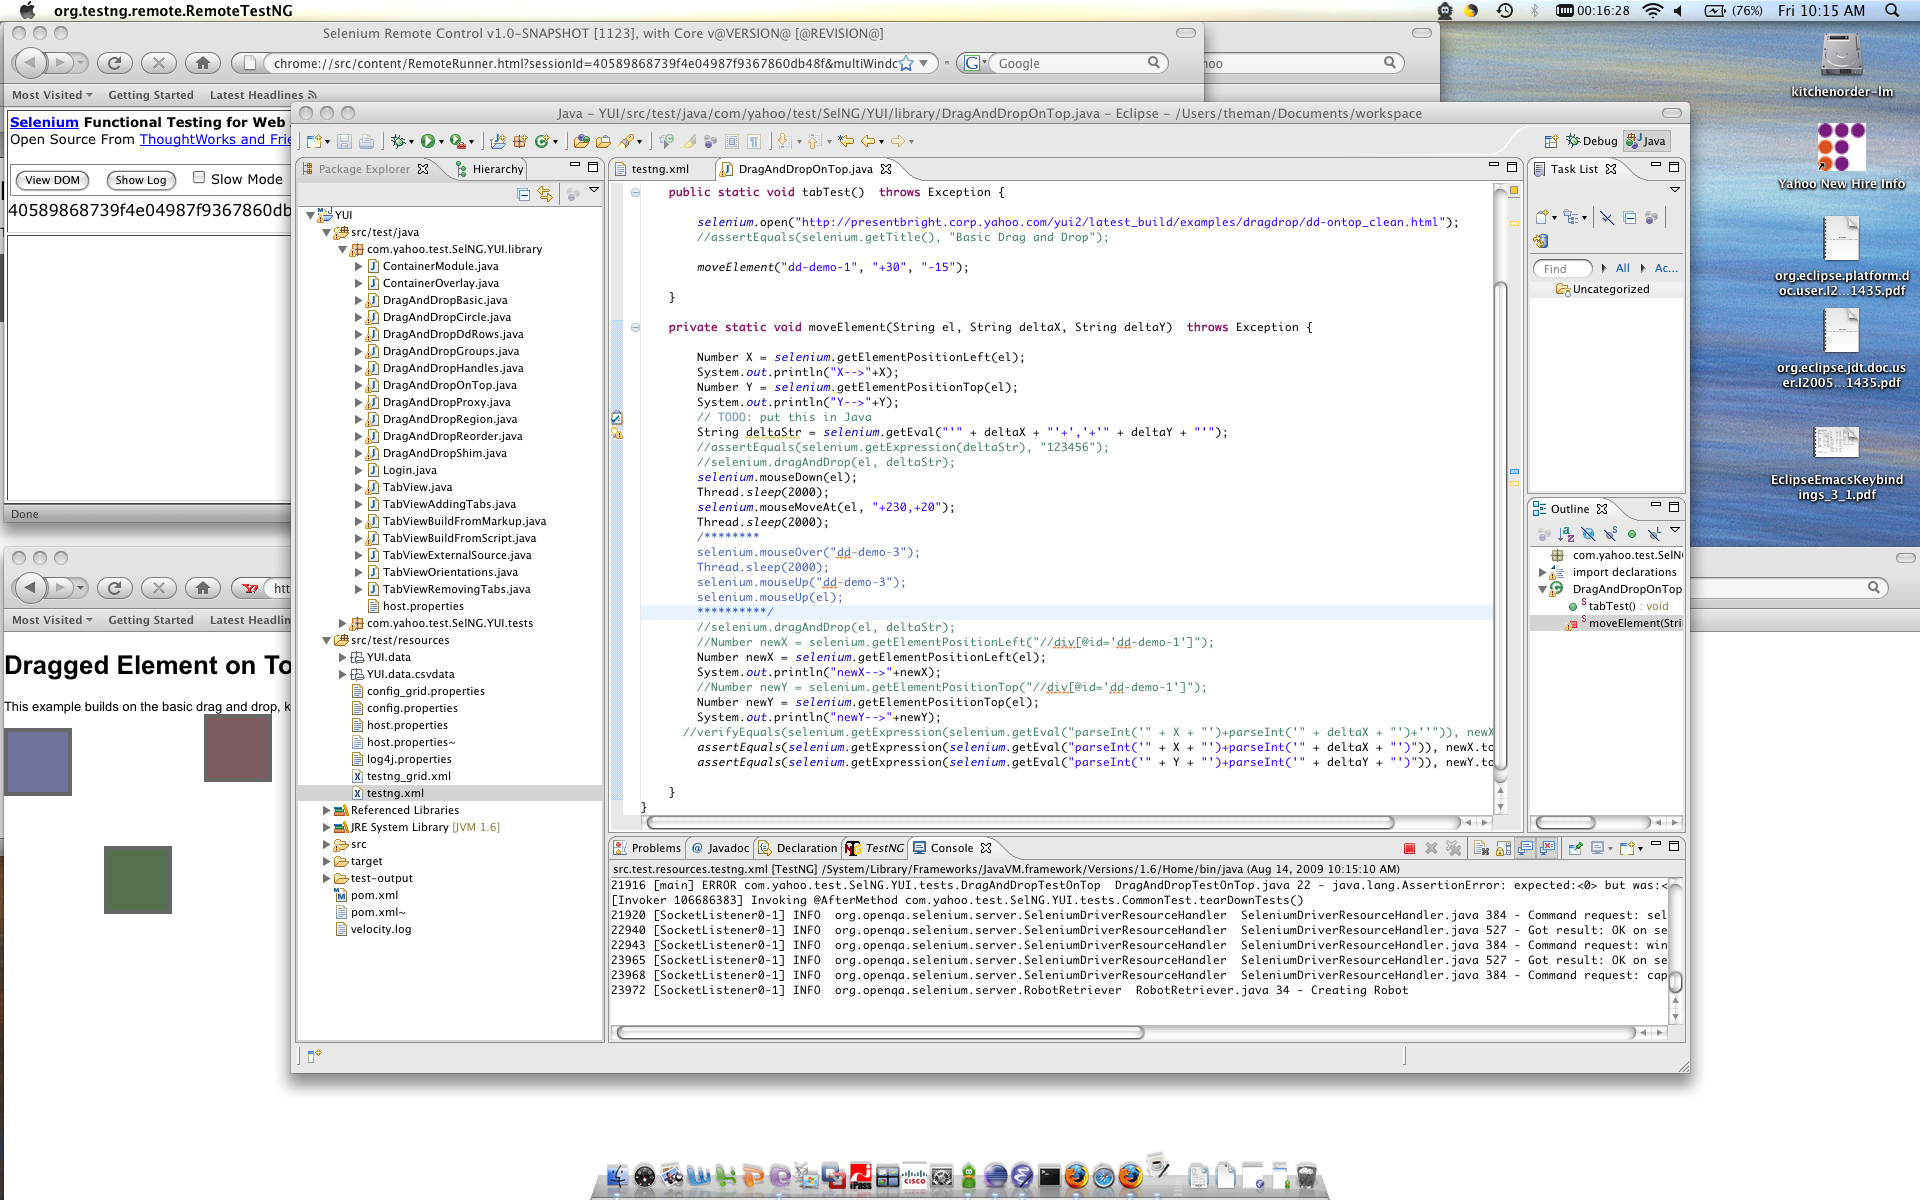 org.testng.remote.RemoteTestNG
00:16:28
(76%)
Fri 10:15 AM
Selenium Remote Control v1.0-SNAPSHOT [1123], with Core v@VERSION@ [@REVISION@]
chrome://src/content/RemoteRunner.html?sessionId=40589868739f4e04987f9367860db48f&multiWindc
Google
hoo
Most Visited
Getting Started
Latest Headlines
Selenium Functional Testing for Web
Open Source From ThoughtWorks and Frie
View DOM
Show Log
Slow Mode
40589868739f4e04987f9367860db
Done
htt
Most Visited
Getting Started
Latest Headlin
Dragged Element on To
This example builds on the basic drag and drop, k
Java - YUI/src/test/java/com/yahoo/test/SelNG/YUI/library/DragAndDropOnTop.java - Eclipse - /Users/theman/Documents/workspace
Debug
Java
Package Explorer
Hierarchy
YUI
src/test/java
com.yahoo.test.SelNG.YUI.library
ContainerModule.java
ContainerOverlay.java
DragAndDropBasic.java
DragAndDropCircle.java
DragAndDropDdRows.java
DragAndDropGroups.java
DragAndDropHandles.java
DragAndDropOnTop.java
DragAndDropProxy.java
DragAndDropRegion.java
DragAndDropReorder.java
DragAndDropShim.java
Login.java
TabView.java
TabViewAddingTabs.java
TabViewBuildFromMarkup.java
TabViewBuildFromScript.java
TabViewExternalSource.java
TabViewOrientations.java
TabViewRemovingTabs.java
host.properties
com.yahoo.test.SelNG.YUI.tests
src/test/resources
YUI.data
YUI.data.csvdata
config_grid.properties
config.properties
host.properties
host.properties~
log4j.properties
testng_grid.xml
testng.xml
Referenced Libraries
JRE System Library [JVM 1.6]
src
target
test-output
pom.xml
pom.xml~
velocity.log
testng.xml
DragAndDropOnTop.java
public static void tabTest()  throws Exception {
selenium.open("http://presentbright.corp.yahoo.com/yui2/latest_build/examples/dragdrop/dd-ontop_clean.html");
//assertEquals(selenium.getTitle(), "Basic Drag and Drop");
moveElement("dd-demo-1", "+30", "-15");
}
private static void moveElement(String el, String deltaX, String deltaY)  throws Exception {
Number X = selenium.getElementPositionLeft(el);
System.out.println("X-->"+X);
Number Y = selenium.getElementPositionTop(el);
System.out.println("Y-->"+Y);
// TODO: put this in Java
String deltaStr = selenium.getEval("'" + deltaX + "'+','+'" + deltaY + "'");
//assertEquals(selenium.getExpression(deltaStr), "123456");
//selenium.dragAndDrop(el, deltaStr);
selenium.mouseDown(el);
Thread.sleep(2000);
selenium.mouseMoveAt(el, "+230,+20");
Thread.sleep(2000);
/********
selenium.mouseOver("dd-demo-3");
Thread.sleep(2000);
selenium.mouseUp("dd-demo-3");
selenium.mouseUp(el);
**********/
//selenium.dragAndDrop(el, deltaStr);
//Number newX = selenium.getElementPositionLeft("//div[@id='dd-demo-1']");
Number newX = selenium.getElementPositionLeft(el);
System.out.println("newX-->"+newX);
//Number newY = selenium.getElementPositionTop("//div[@id='dd-demo-1']");
Number newY = selenium.getElementPositionTop(el);
System.out.println("newY-->"+newY);
//verifyEquals(selenium.getExpression(selenium.getEval("parseInt('" + X + "')+parseInt('" + deltaX + "')+''")), newX
assertEquals(selenium.getExpression(selenium.getEval("parseInt('" + X + "')+parseInt('" + deltaX + "')")), newX.to
assertEquals(selenium.getExpression(selenium.getEval("parseInt('" + Y + "')+parseInt('" + deltaY + "')")), newY.to
}
}
Problems
Javadoc
Declaration
TestNG
Console
src.test.resources.testng.xml [TestNG] /System/Library/Frameworks/JavaVM.framework/Versions/1.6/Home/bin/java (Aug 14, 2009 10:15:10 AM)
21916 [main] ERROR com.yahoo.test.SelNG.YUI.tests.DragAndDropTestOnTop  DragAndDropTestOnTop.java 22 - java.lang.AssertionError: expected:<0> but was:<
[Invoker 106686383] Invoking @AfterMethod com.yahoo.test.SelNG.YUI.tests.CommonTest.tearDownTests()
21920 [SocketListener0-1] INFO  org.openqa.selenium.server.SeleniumDriverResourceHandler  SeleniumDriverResourceHandler.java 384 - Command request: sel
22940 [SocketListener0-1] INFO  org.openqa.selenium.server.SeleniumDriverResourceHandler  SeleniumDriverResourceHandler.java 527 - Got result: OK on se
22943 [SocketListener0-1] INFO  org.openqa.selenium.server.SeleniumDriverResourceHandler  SeleniumDriverResourceHandler.java 384 - Command request: win
23965 [SocketListener0-1] INFO  org.openqa.selenium.server.SeleniumDriverResourceHandler  SeleniumDriverResourceHandler.java 527 - Got result: OK on se
23968 [SocketListener0-1] INFO  org.openqa.selenium.server.SeleniumDriverResourceHandler  SeleniumDriverResourceHandler.java 384 - Command request: cap
23972 [SocketListener0-1] INFO  org.openqa.selenium.server.RobotRetriever  RobotRetriever.java 34 - Creating Robot
Task List
Find
All
Ac...
Uncategorized
Outline
com.yahoo.test.SelN
import declarations
DragAndDropOnTop
tabTest() : void
moveElement(Stri
kitchenorder-lm
Yahoo New Hire Info
org.eclipse.platform.d
oc.user.I2...1435.pdf
org.eclipse.jdt.doc.us
er.I2005...1435.pdf
EclipseEmacsKeybind
ings_3_1.pdf
iPass
CISCO